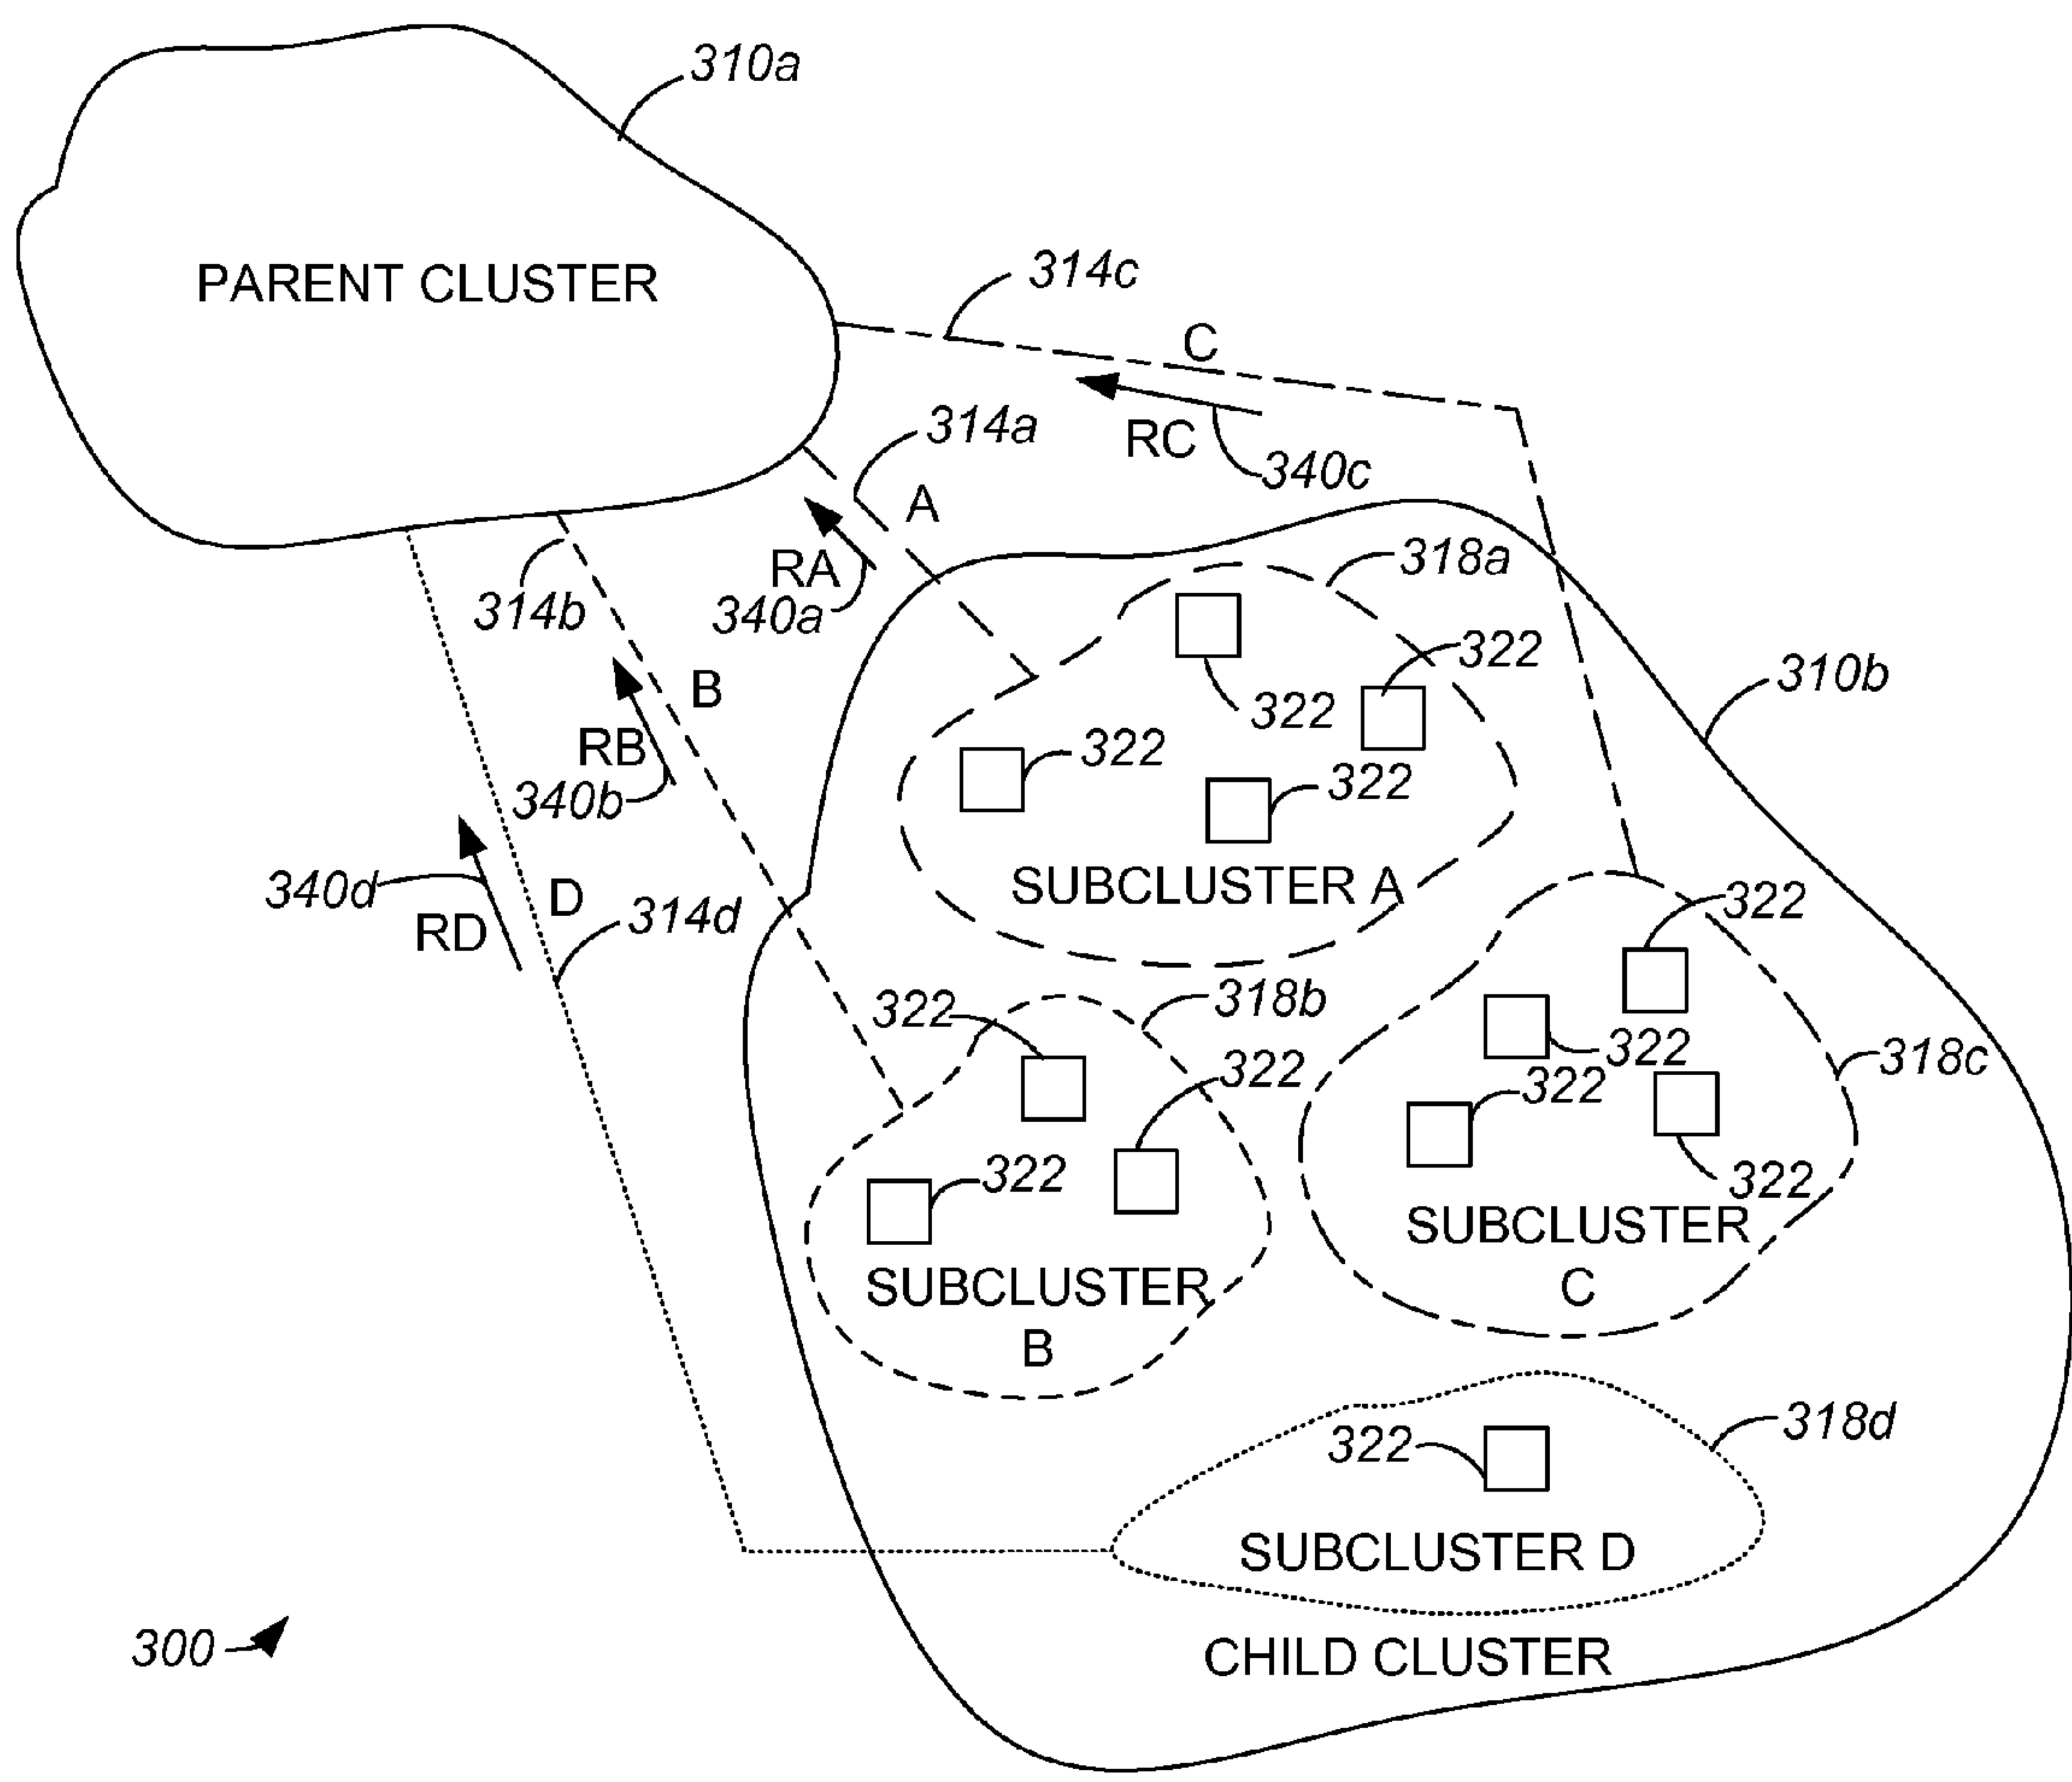 310a
PARENT CLUSTER
314c
C
RC
340c
314a
A
RA
340a
314b
B
RB
340b
340d
RD
D
314d
318a
322
322
322
322
310b
SUBCLUSTER A
322
318b
322
322
SUBCLUSTER
B
322
322
322
322
318c
SUBCLUSTER
C
318d
322
SUBCLUSTER D
CHILD CLUSTER
300